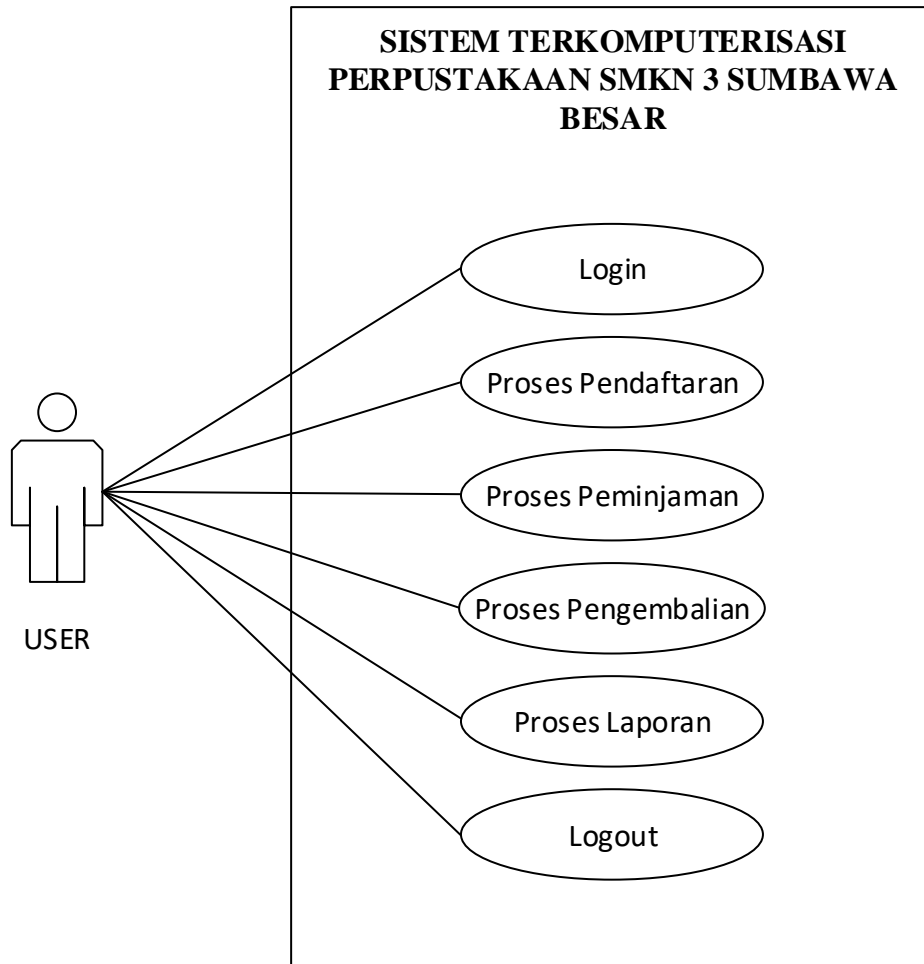 SISTEM TERKOMPUTERISASI
PERPUSTAKAAN SMKN 3 SUMBAWA
BESAR
Login
Proses Pendaftaran
Proses Peminjaman
Proses Pengembalian
USER
Proses Laporan
Logout